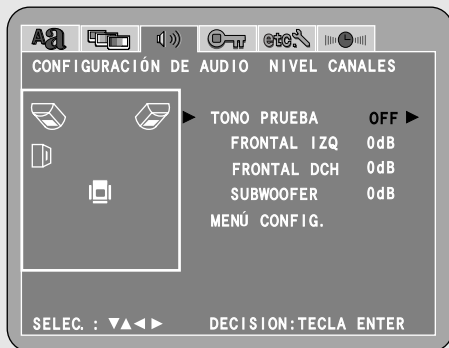 Aa etc.
CONFIGURACIÓN DE AUDIO NIVEL CANALES
TONO PRUEBA OFF ▶
FRONTAL IZQ 0dB
FRONTAL DCH 0dB
SUBWOOFER 0dB
MENÚ CONFIG.
SELEC. : ▼▲◀ ▶ DECISION:TECLA ENTER